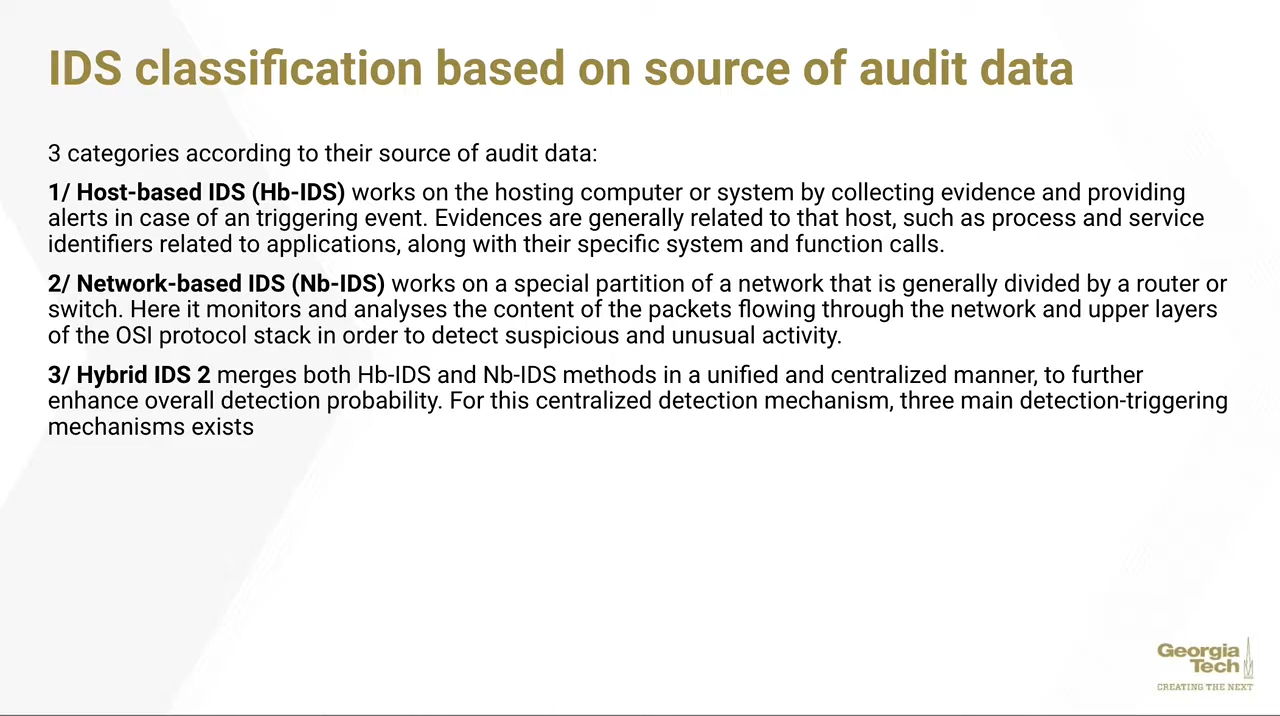 IDS classification based on source of audit data
3 categories according to their source of audit data:
1/ Host-based IDS (Hb-IDS) works on the hosting computer or system by collecting evidence and providing
alerts in case of an triggering event. Evidences are generally related to that host, such as process and service
identifiers related to applications, along with their specific system and function calls.
2/ Network-based IDS (Nb-IDS) works on a special partition of a network that is generally divided by a router or
switch. Here it monitors and analyses the content of the packets flowing through the network and upper layers
of the OSI protocol stack in order to detect suspicious and unusual activity.
3/ Hybrid IDS 2 merges both Hb-IDS and Nb-IDS methods in a unified and centralized manner, to further
enhance overall detection probability. For this centralized detection mechanism, three main detection-triggering
mechanisms exists
Georgia
Tech
CREATING THE NEXT